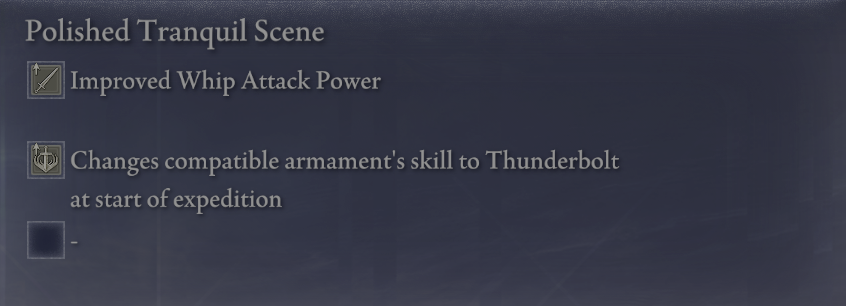 Polished Tranquil Scene
Improved Whip Attack Power
Changes compatible armament's skill to Thunderbolt
at start of expedition
-